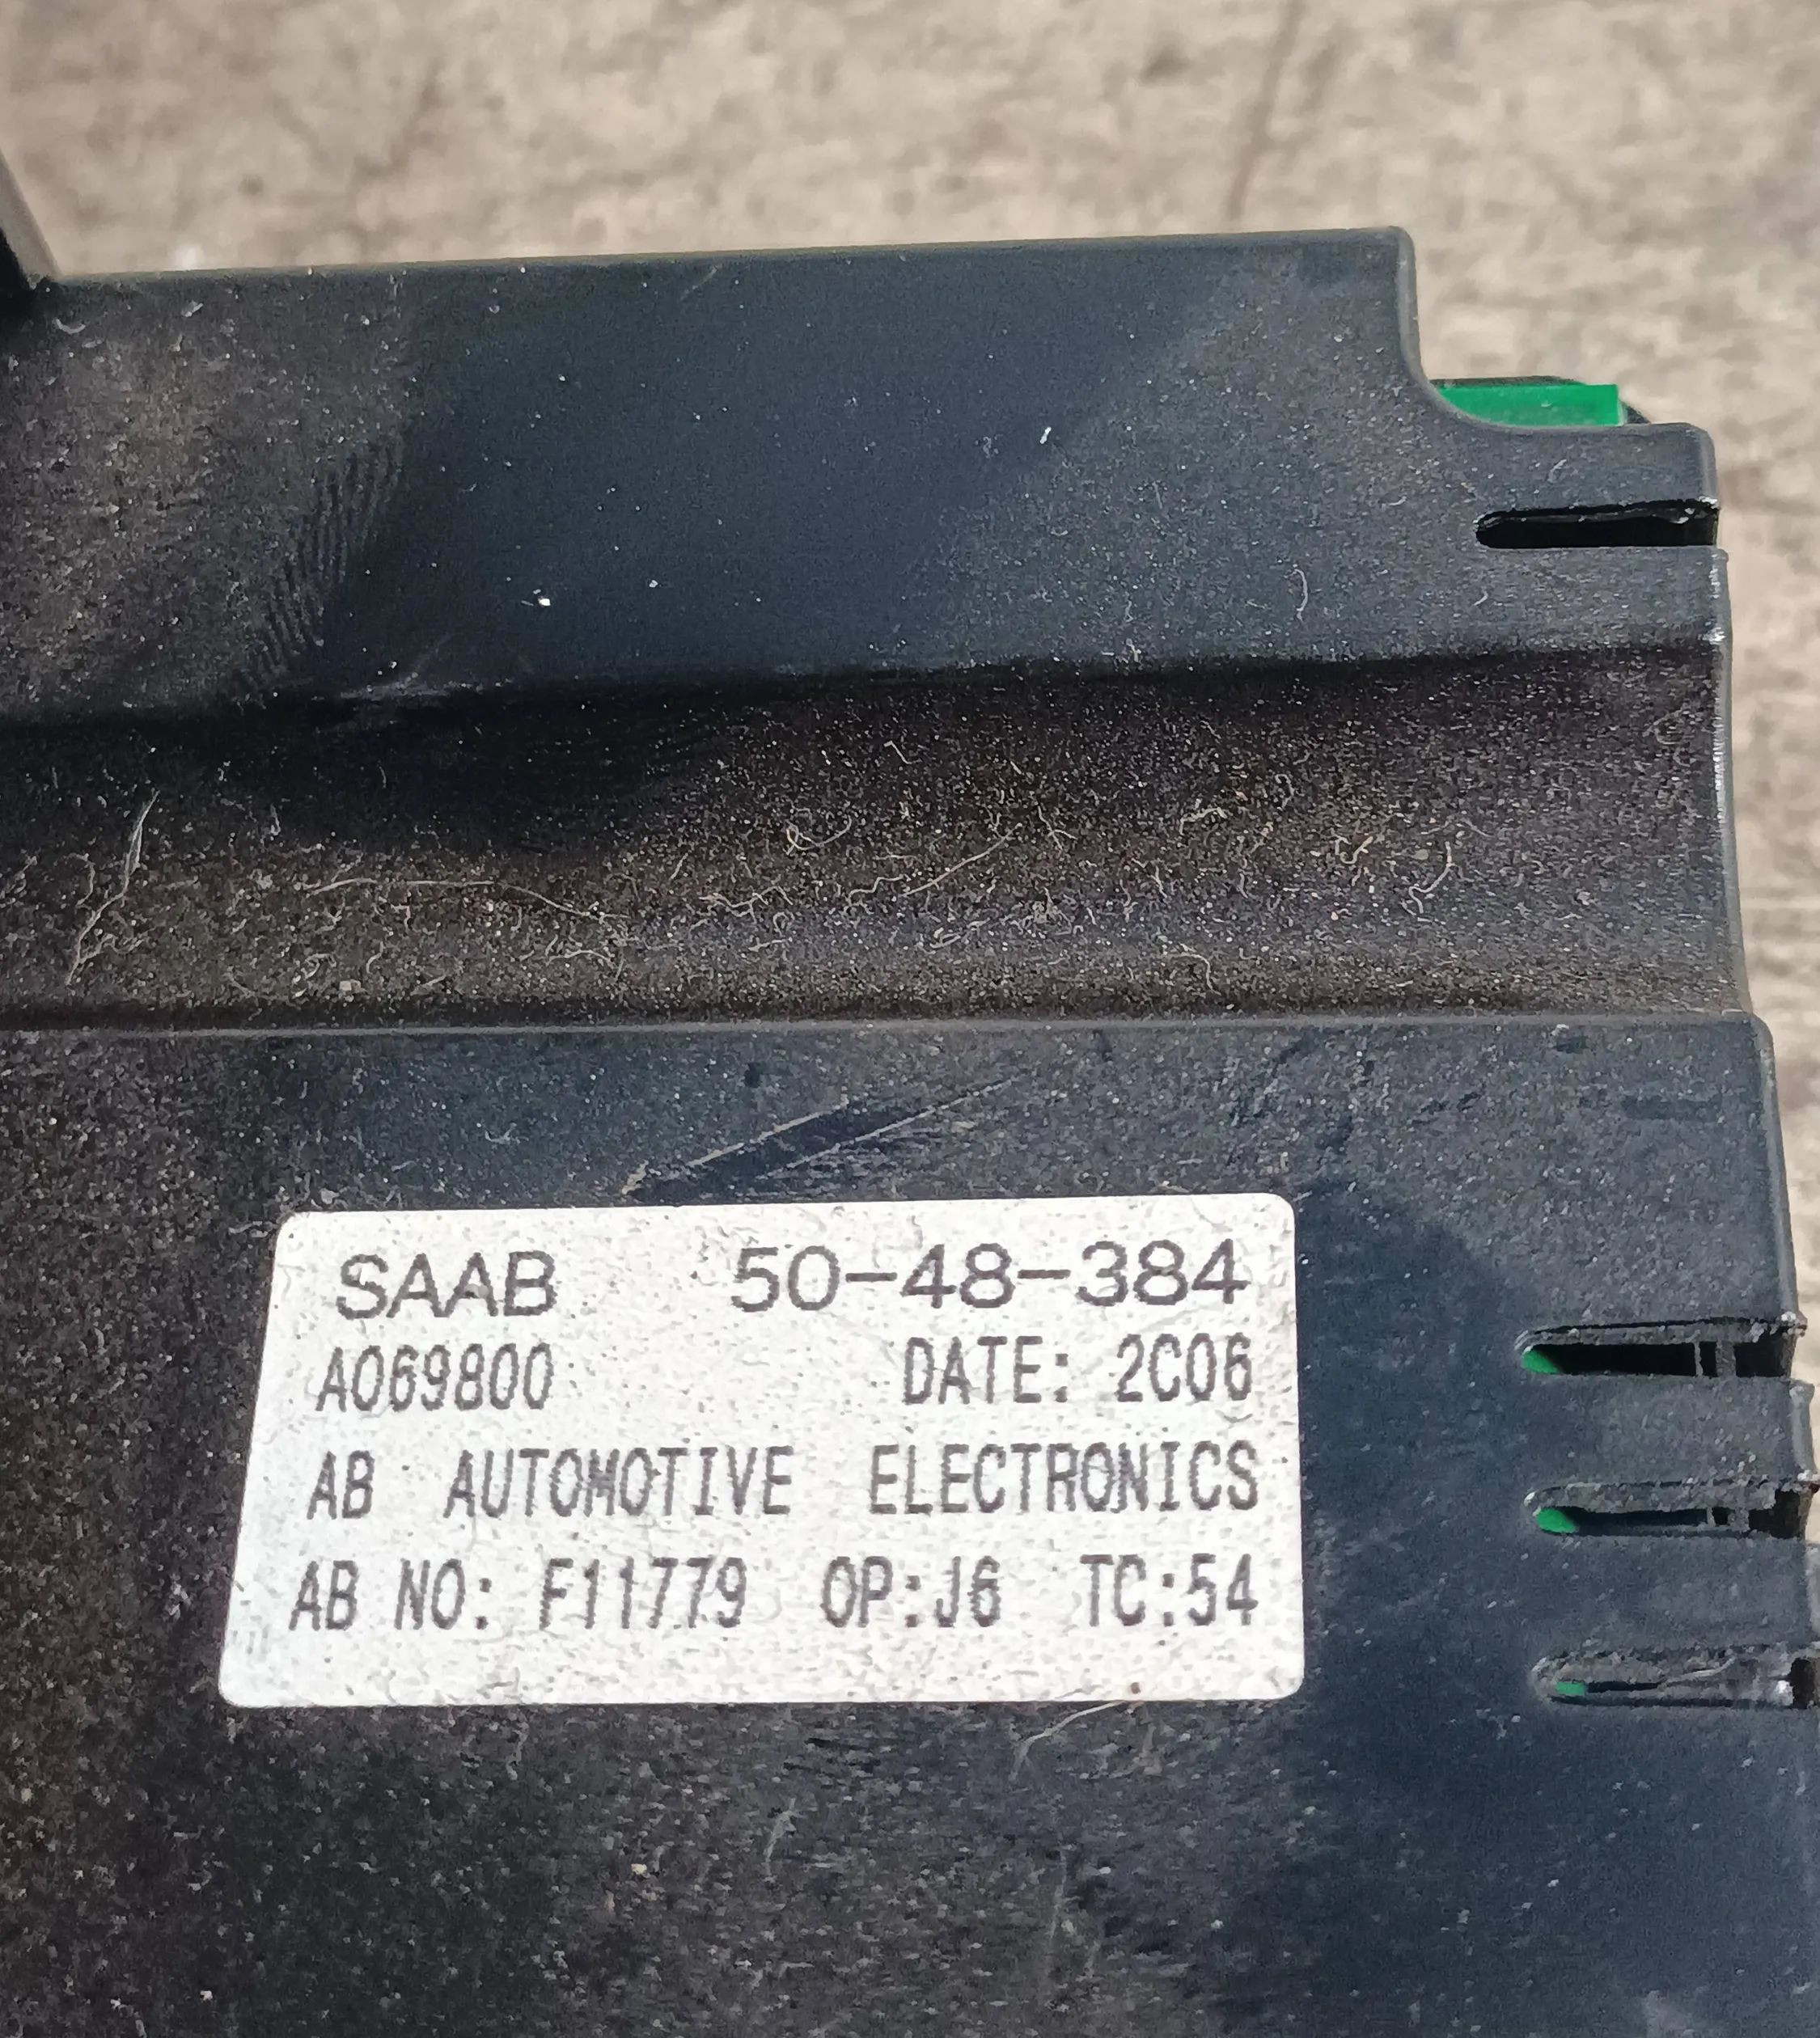 SAAB 50-48-384
A069800 DATE: 2C06
AB AUTOMOTIVE ELECTRONICS
AB NO: F11779 OP:J6 TC:54